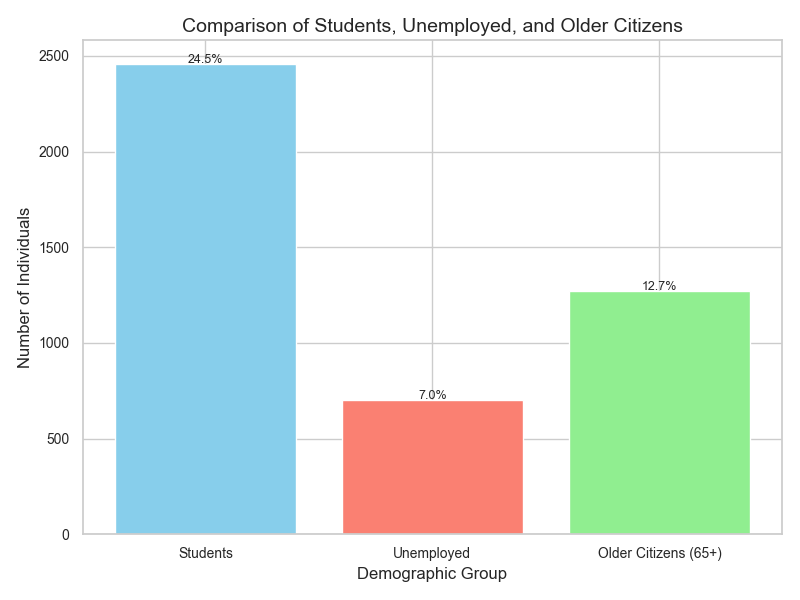 Comparison of Students, Unemployed, and Older Citizens
Number of Individuals
2500
2000
1500
1000
500
0
24.5%
7.0%
12.7%
Students
Unemployed
Older Citizens (65+)
Demographic Group